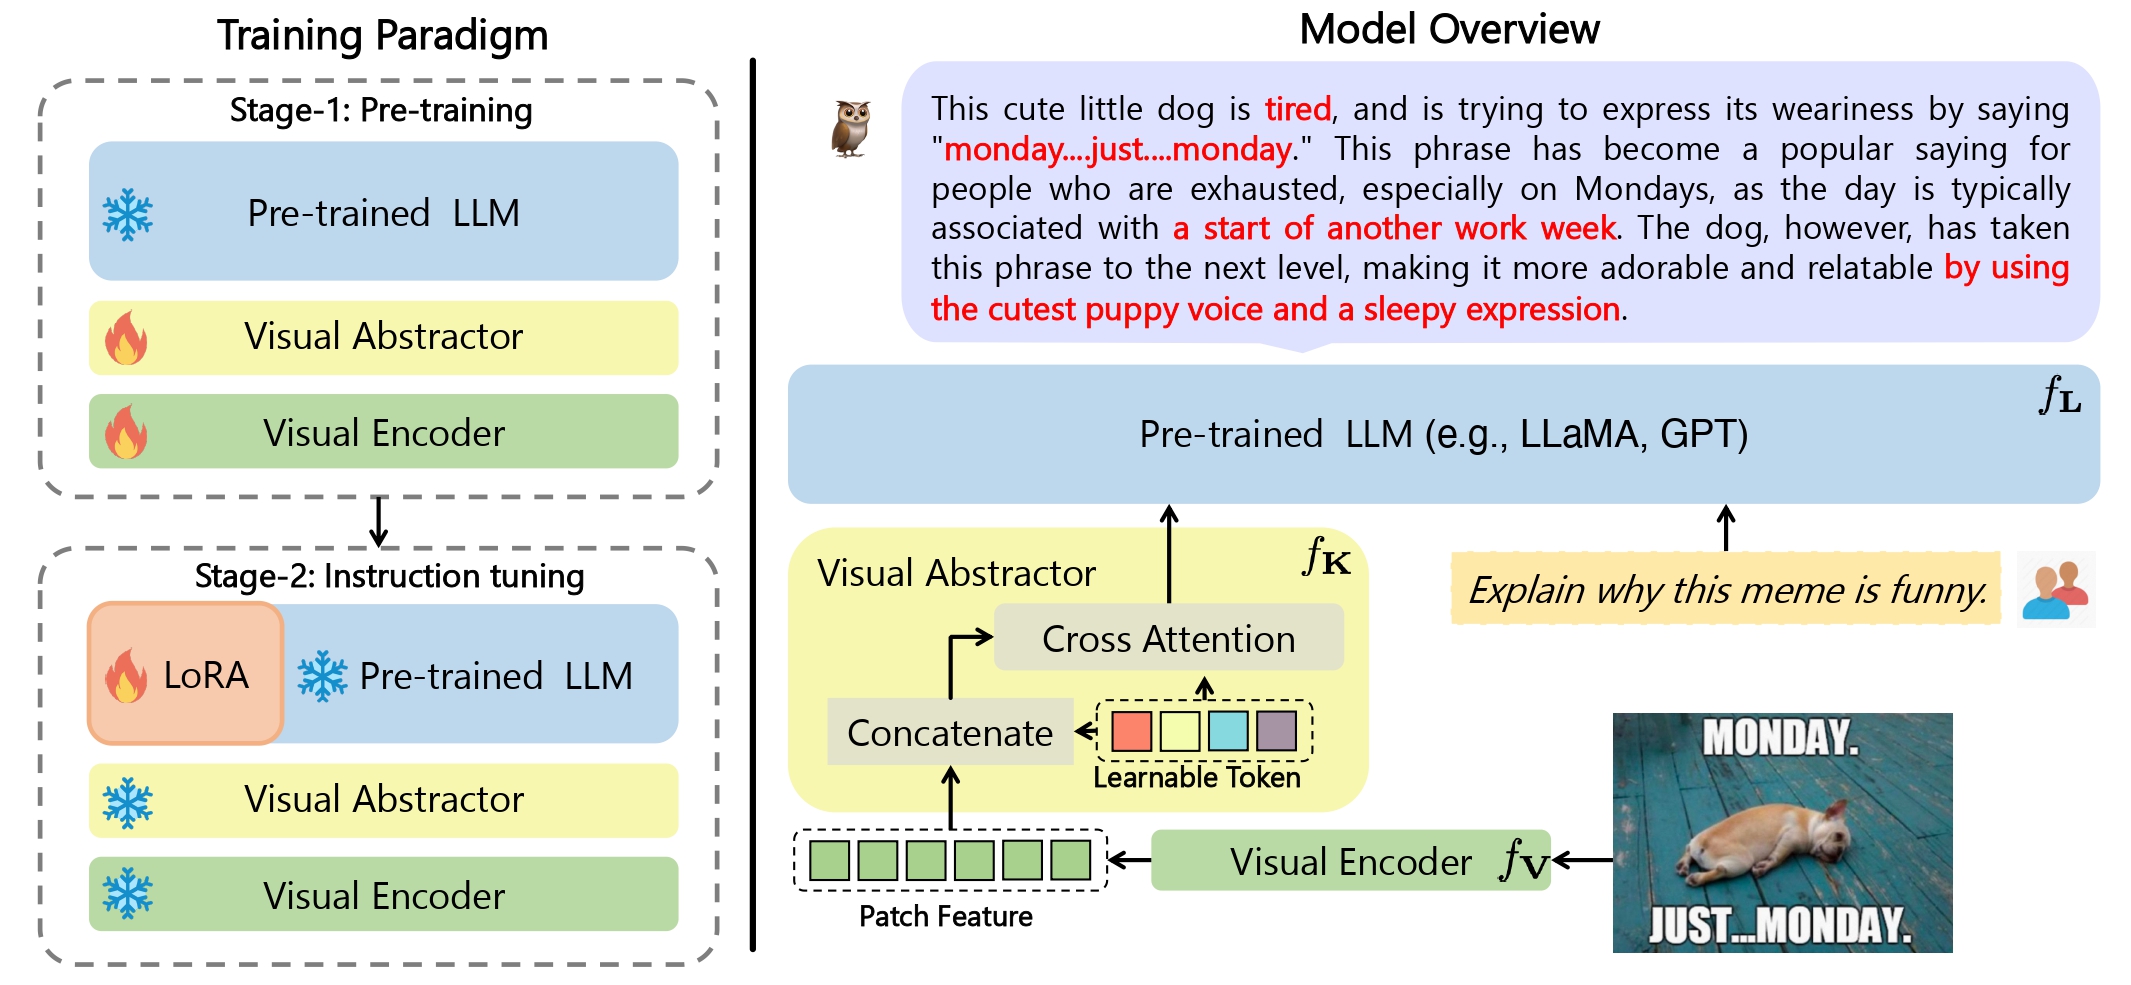 Training Paradigm
Stage-1: Pre-training
Pre-trained LLM
Visual Abstractor
Visual Encoder
Stage-2: Instruction tuning
LoRA
Pre-trained LLM
Visual Abstractor
Visual Encoder
Model Overview
This cute little dog is tired, and is trying to express its weariness by saying
"monday....just....monday." This phrase has become a popular saying for
people who are exhausted, especially on Mondays, as the day is typically
associated with a start of another work week. The dog, however, has taken
this phrase to the next level, making it more adorable and relatable by using
the cutest puppy voice and a sleepy expression.
f_L
Pre-trained LLM (e.g., LLaMA, GPT)
Visual Abstractor
f_K
Cross Attention
Concatenate
Learnable Token
Explain why this meme is funny.
Patch Feature
Visual Encoder f_V
MONDAY.
JUST...MONDAY.